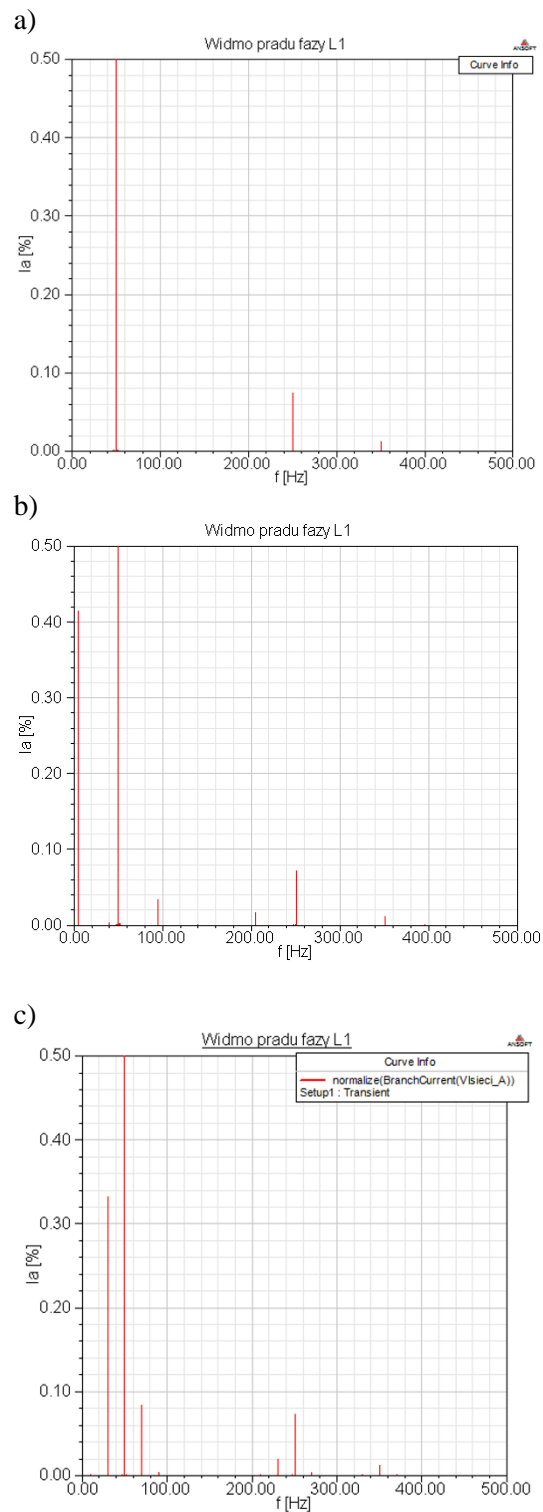 a)
Widmo pradu fazy L1
ANSOFT
Curve Info
0.50
0.40
0.30
0.20
0.10
0.00
Ia [%]
0.00 100.00 200.00 300.00 400.00 500.00
f [Hz]
b)
Widmo pradu fazy L1
0.50
0.40
0.30
0.20
0.10
0.00
Ia [%]
0.00 100.00 200.00 300.00 400.00 500.00
f [Hz]
c)
Widmo pradu fazy L1
ANSOFT
Curve Info
normalize(BranchCurrent(VIsieci_A))
Setup1 : Transient
0.50
0.40
0.30
0.20
0.10
0.00
Ia [%]
0.00 100.00 200.00 300.00 400.00 500.00
f [Hz]